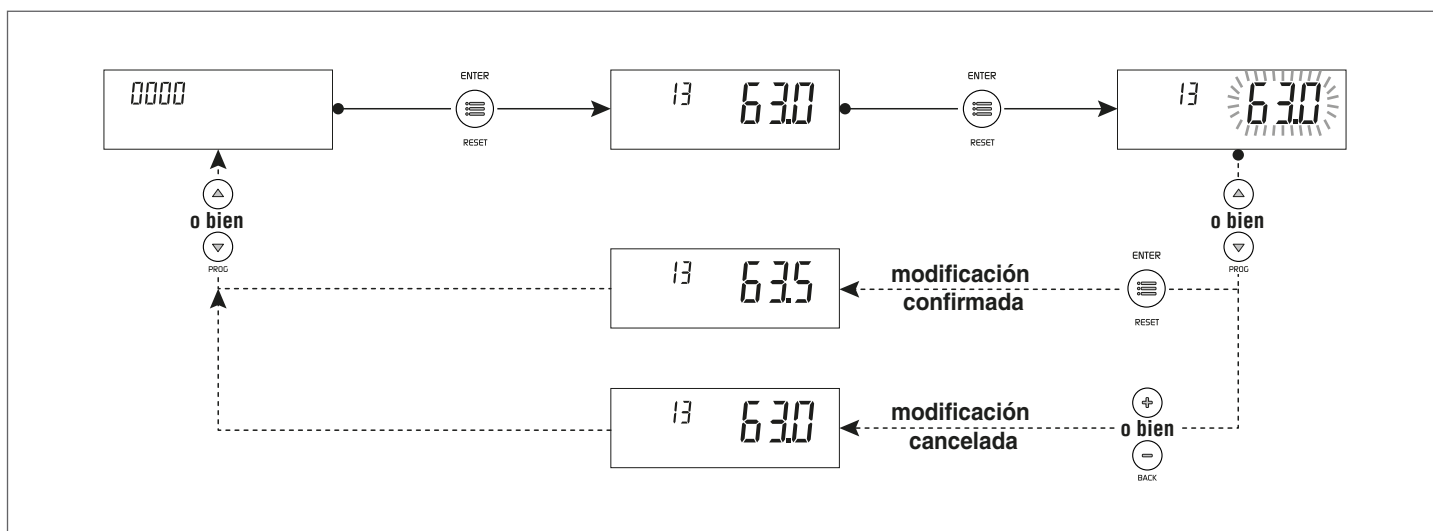 0000
ENTER
RESET
13 63.0
ENTER
RESET
13 63.0
o bien
PROG
o bien
PROG
13 63.5
modificación
confirmada
ENTER
RESET
13 63.0
modificación
cancelada
o bien
BACK